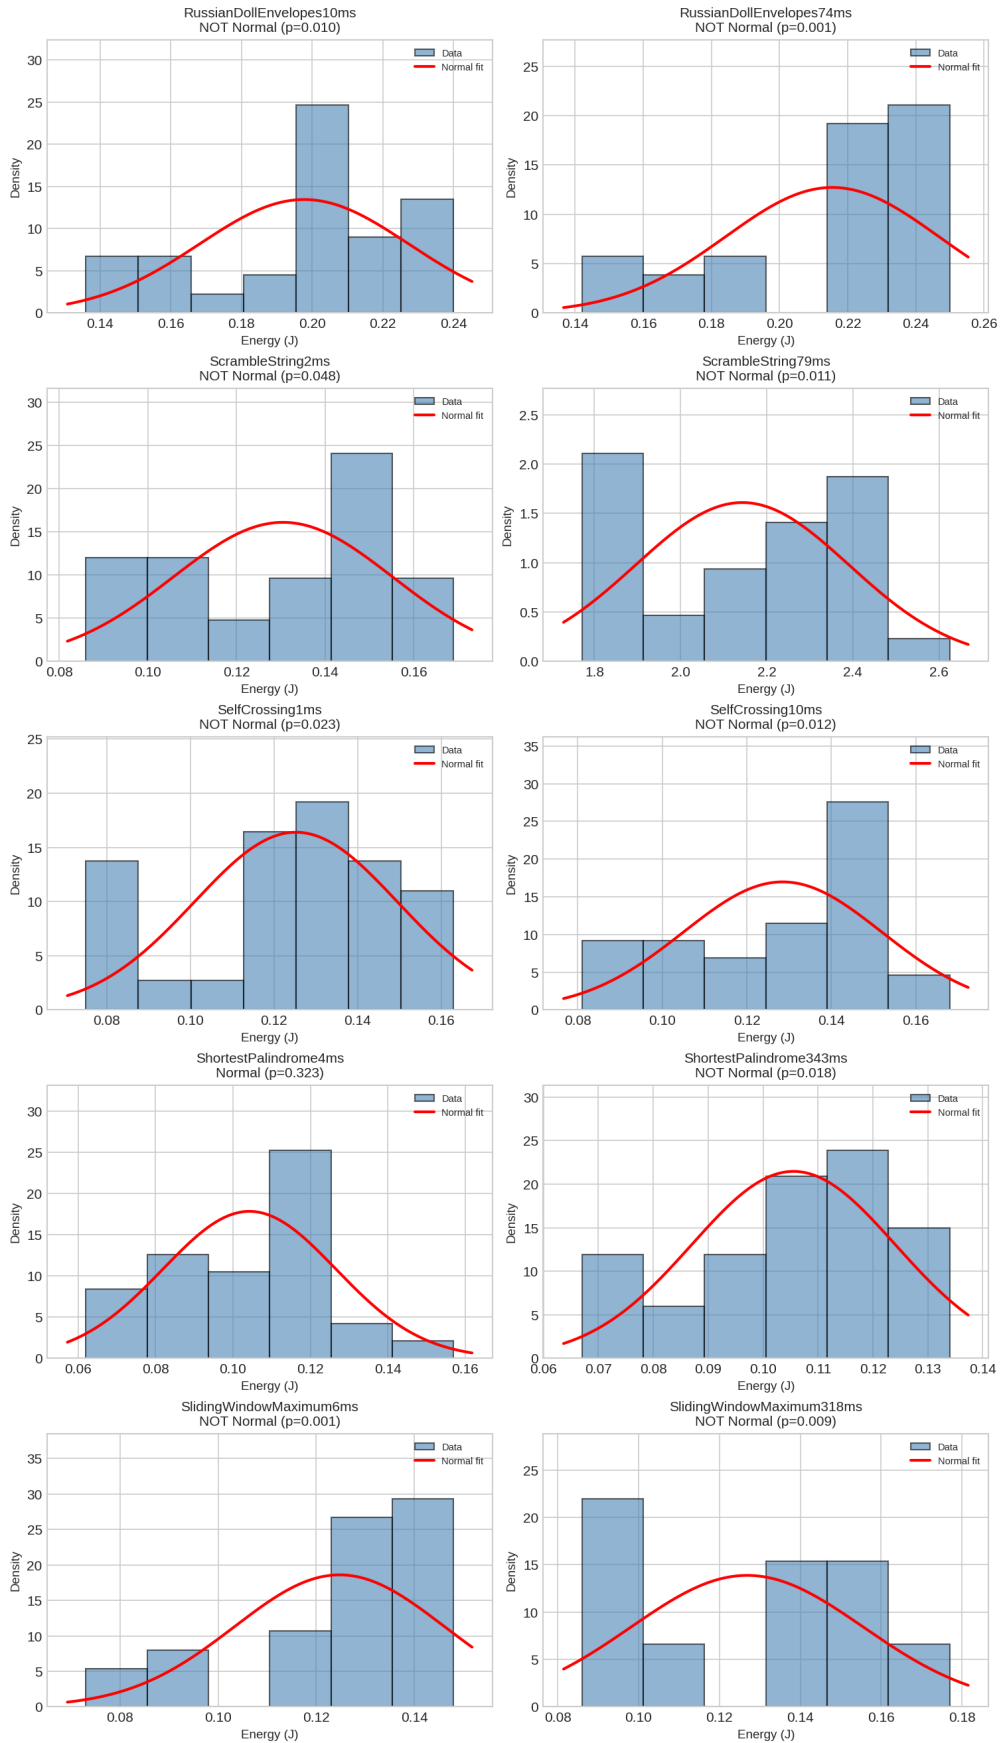 RussianDollEnvelopes10ms
NOT Normal (p=0.010)
Data
Normal fit
Density
30
25
20
15
10
5
0
0.14 0.16 0.18 0.20 0.22 0.24
Energy (J)
RussianDollEnvelopes74ms
NOT Normal (p=0.001)
Data
Normal fit
Density
25
20
15
10
5
0
0.14 0.16 0.18 0.20 0.22 0.24 0.26
Energy (J)
ScrambleString2ms
NOT Normal (p=0.048)
Data
Normal fit
Density
30
25
20
15
10
5
0
0.08 0.10 0.12 0.14 0.16
Energy (J)
ScrambleString79ms
NOT Normal (p=0.011)
Data
Normal fit
Density
2.5
2.0
1.5
1.0
0.5
0.0
1.8 2.0 2.2 2.4 2.6
Energy (J)
SelfCrossing1ms
NOT Normal (p=0.023)
Data
Normal fit
Density
25
20
15
10
5
0
0.08 0.10 0.12 0.14 0.16
Energy (J)
SelfCrossing10ms
NOT Normal (p=0.012)
Data
Normal fit
Density
35
30
25
20
15
10
5
0
0.08 0.10 0.12 0.14 0.16
Energy (J)
ShortestPalindrome4ms
Normal (p=0.323)
Data
Normal fit
Density
30
25
20
15
10
5
0
0.06 0.08 0.10 0.12 0.14 0.16
Energy (J)
ShortestPalindrome343ms
NOT Normal (p=0.018)
Data
Normal fit
Density
30
25
20
15
10
5
0
0.06 0.07 0.08 0.09 0.10 0.11 0.12 0.13 0.14
Energy (J)
SlidingWindowMaximum6ms
NOT Normal (p=0.001)
Data
Normal fit
Density
35
30
25
20
15
10
5
0
0.08 0.10 0.12 0.14
Energy (J)
SlidingWindowMaximum318ms
NOT Normal (p=0.009)
Data
Normal fit
Density
25
20
15
10
5
0
0.08 0.10 0.12 0.14 0.16 0.18
Energy (J)